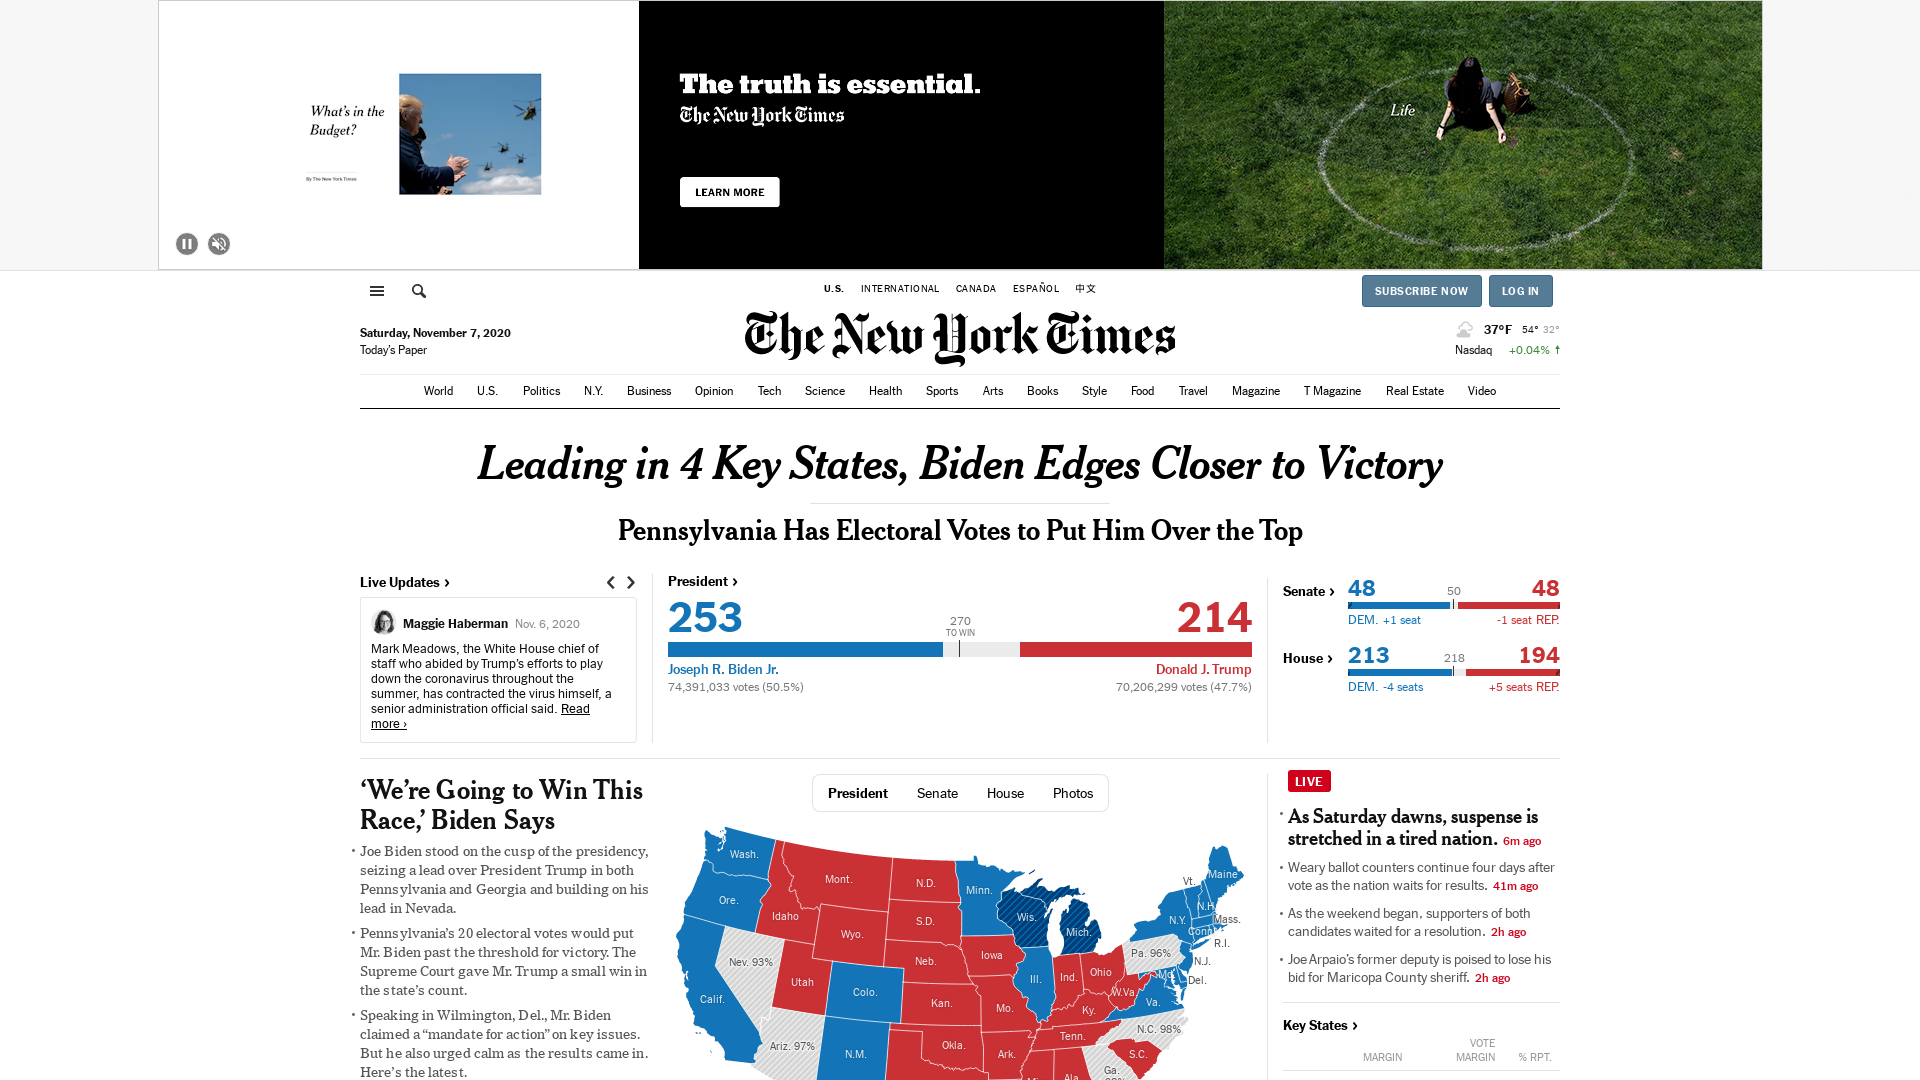 What's in the
Budget?
By The New York Times
The truth is essential.
The New York Times
LEARN MORE
Life
U.S. INTERNATIONAL CANADA ESPAÑOL 中文
SUBSCRIBE NOW LOG IN
Saturday, November 7, 2020
Today's Paper
The New York Times
37°F 54° 32°
Nasdaq +0.04% ↑
World U.S. Politics N.Y. Business Opinion Tech Science Health Sports Arts Books Style Food Travel Magazine T Magazine Real Estate Video
Leading in 4 Key States, Biden Edges Closer to Victory
Pennsylvania Has Electoral Votes to Put Him Over the Top
Live Updates ›
Maggie Haberman Nov. 6, 2020
Mark Meadows, the White House chief of
staff who abided by Trump's efforts to play
down the coronavirus throughout the
summer, has contracted the virus himself, a
senior administration official said. Read
more ›
President ›
253 214
270
TO WIN
Joseph R. Biden Jr. Donald J. Trump
74,391,033 votes (50.5%) 70,206,299 votes (47.7%)
Senate › 48 50 48
DEM. +1 seat -1 seat REP.
House › 213 218 194
DEM. -4 seats +5 seats REP.
‘We're Going to Win This
Race,’ Biden Says
• Joe Biden stood on the cusp of the presidency,
seizing a lead over President Trump in both
Pennsylvania and Georgia and building on his
lead in Nevada.
• Pennsylvania's 20 electoral votes would put
Mr. Biden past the threshold for victory. The
Supreme Court gave Mr. Trump a small win in
the state's count.
• Speaking in Wilmington, Del., Mr. Biden
claimed a “mandate for action” on key issues.
But he also urged calm as the results came in.
Here's the latest.
President Senate House Photos
Wash.
Mont.
N.D.
Minn.
Vt.
Maine
Ore.
Idaho
S.D.
Wis.
Mich.
N.Y.
N.H.
Mass.
Wyo.
Conn.
R.I.
Nev. 93%
Neb.
Iowa
Pa. 96%
N.J.
Utah
Colo.
Ill.
Ind.
Ohio
Md.
Del.
Calif.
Kan.
Mo.
W.Va.
Ky.
Va.
Ariz. 97%
N.M.
Okla.
Ark.
Tenn.
N.C. 98%
S.C.
Ala.
Ga.
LIVE
• As Saturday dawns, suspense is
stretched in a tired nation. 6m ago
• Weary ballot counters continue four days after
vote as the nation waits for results. 41m ago
• As the weekend began, supporters of both
candidates waited for a resolution. 2h ago
• Joe Arpaio's former deputy is poised to lose his
bid for Maricopa County sheriff. 2h ago
Key States ›
VOTE
MARGIN MARGIN % RPT.